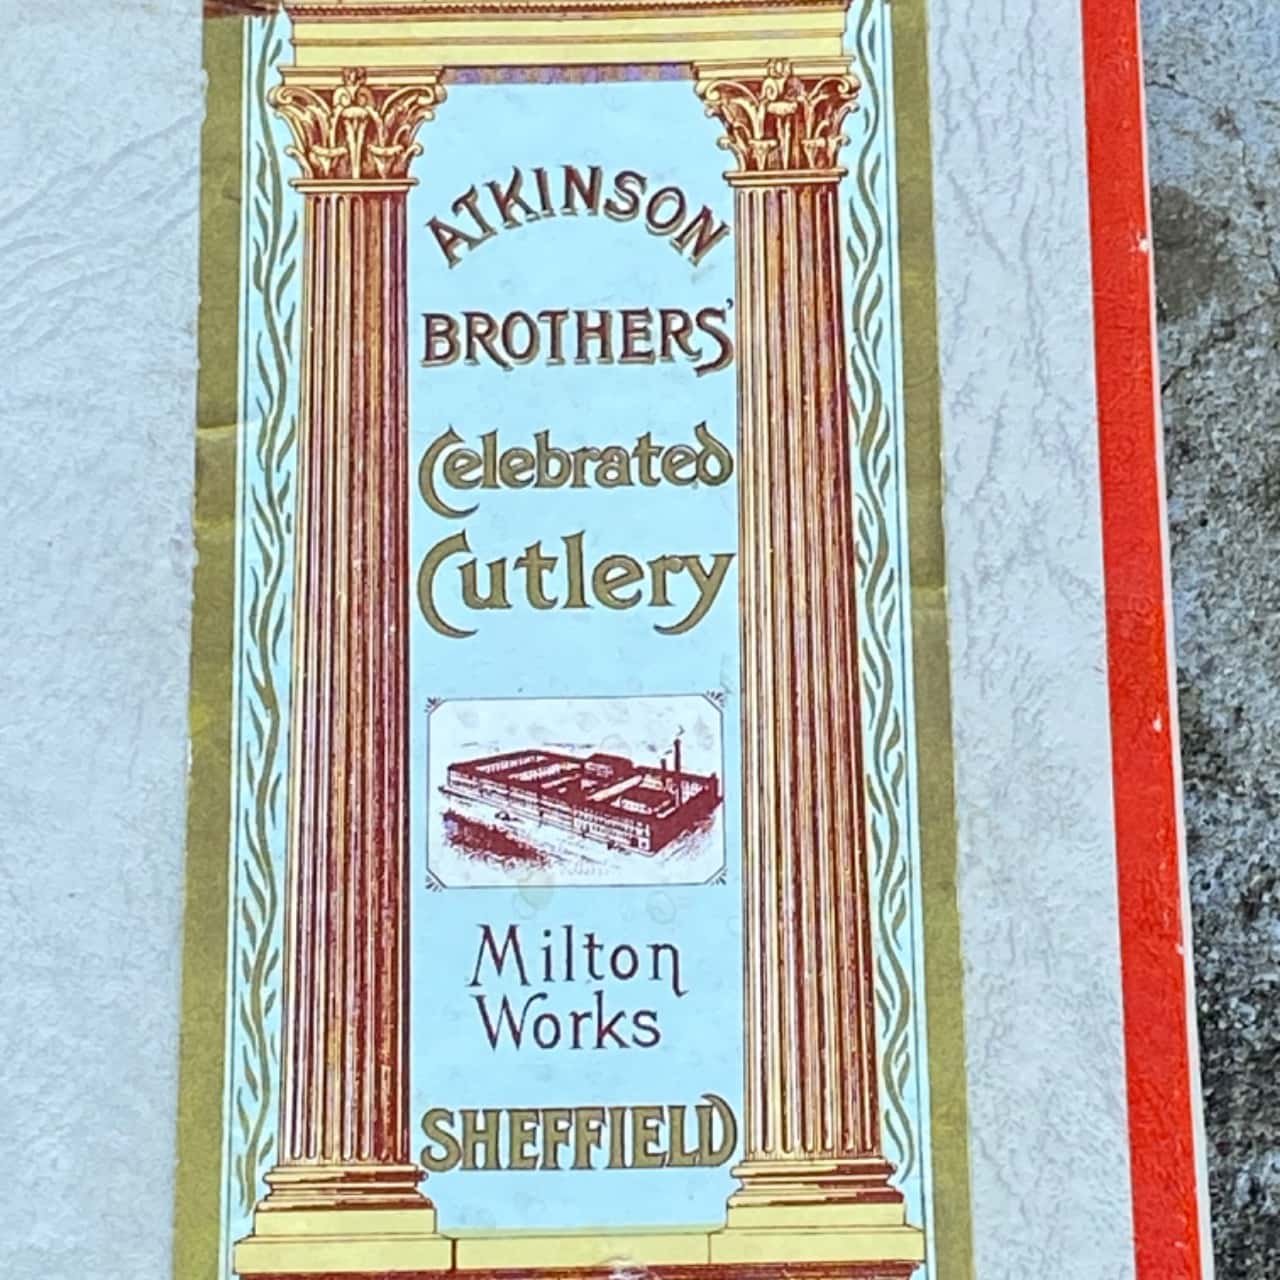 ATKINSON
BROTHERS'
Celebrated
Cutlery
Milton
Works
SHEFFIELD